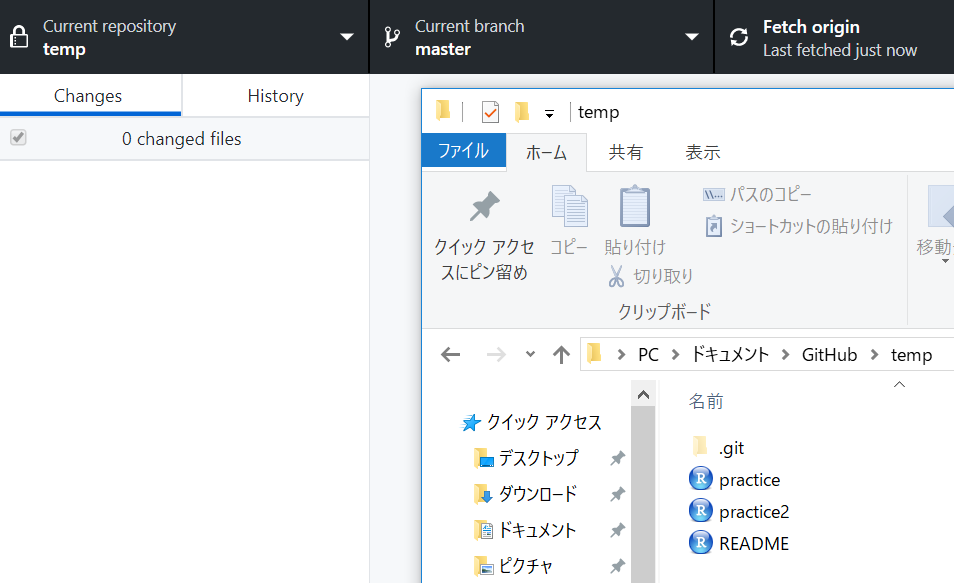 Current repository
temp
Current branch
master
Fetch origin
Last fetched just now
Changes
History
0 changed files
temp
ファイル
ホーム
共有
表示
クイック アクセ
スにピン留め
コピー
貼り付け
パスのコピー
ショートカットの貼り付け
切り取り
移動
クリップボード
PC
ドキュメント
GitHub
temp
名前
クイック アクセス
デスクトップ
ダウンロード
ドキュメント
ピクチャ
.git
practice
practice2
README